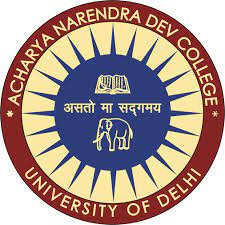 ACHARYA NARENDRA DEV COLLEGE
असतो मा सद्गमय
UNIVERSITY OF DELHI